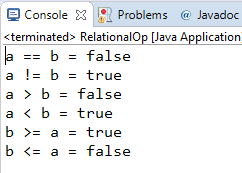 Console Problems @ Javadoc
<terminated> RelationalOp [Java Application]
a == b = false
a != b = true
a > b = false
a < b = true
b >= a = true
b <= a = false